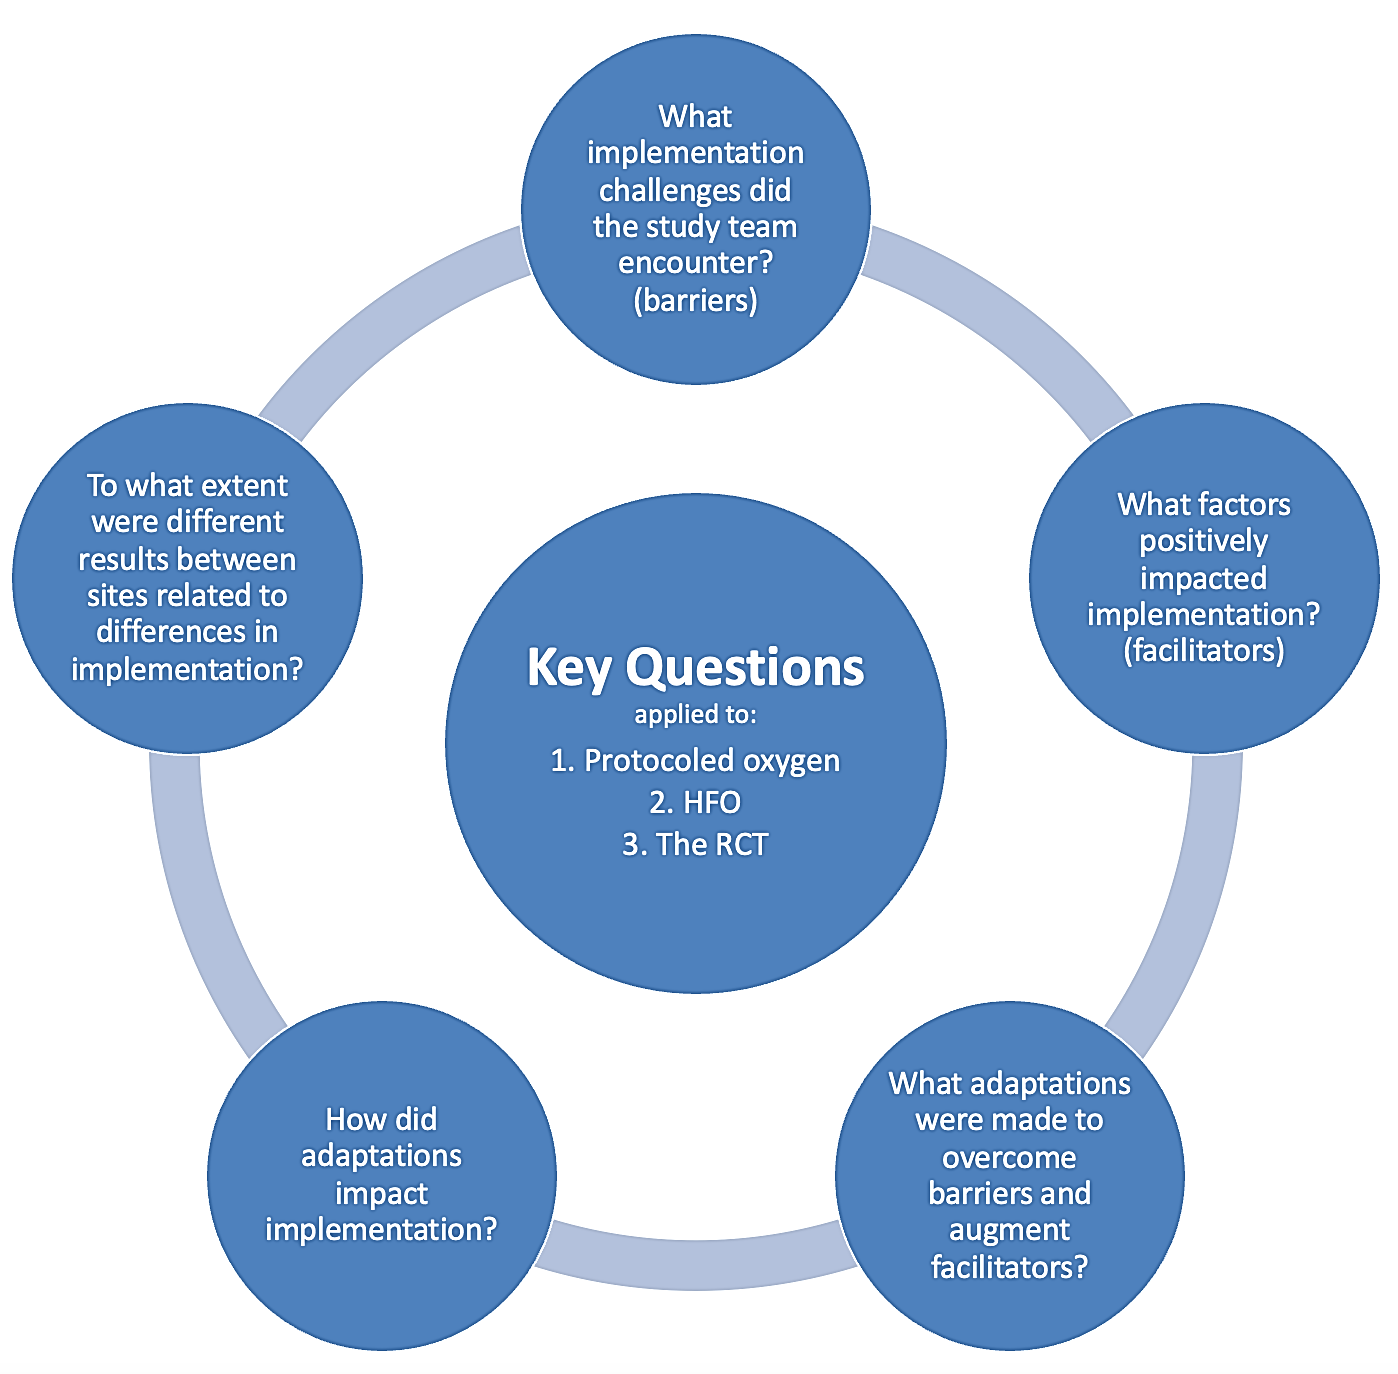 What
implementation
challenges did
the study team
encounter?
(barriers)
What factors
positively
impacted
implementation?
(facilitators)
What adaptations
were made to
overcome
barriers and
augment
facilitators?
How did
adaptations
impact
implementation?
To what extent
were different
results between
sites related to
differences in
implementation?
Key Questions
applied to:
1. Protocoled oxygen
2. HFO
3. The RCT